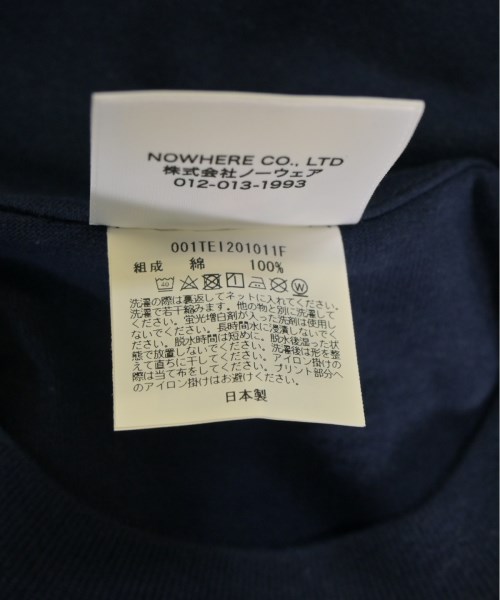 NOWHERE CO., LTD
株式会社ノーウェア
012-013-1993
001TEI201011F
組成 綿 100%
40
洗濯の際は裏返してネットに入れてください。
洗濯で若干縮みます。他の物と別に洗濯して
ください。蛍光増白剤が入った洗剤は使用し
ないでください。長時間水に浸漬しないでく
ださい。脱水時間は短めに。脱水後湿った状
態で放置しないでください。洗濯後は形を整
えて直ちに干してください。アイロン掛けの
際は当て布をしてください。プリント部分へ
のアイロン掛けはお避けください。
日本製